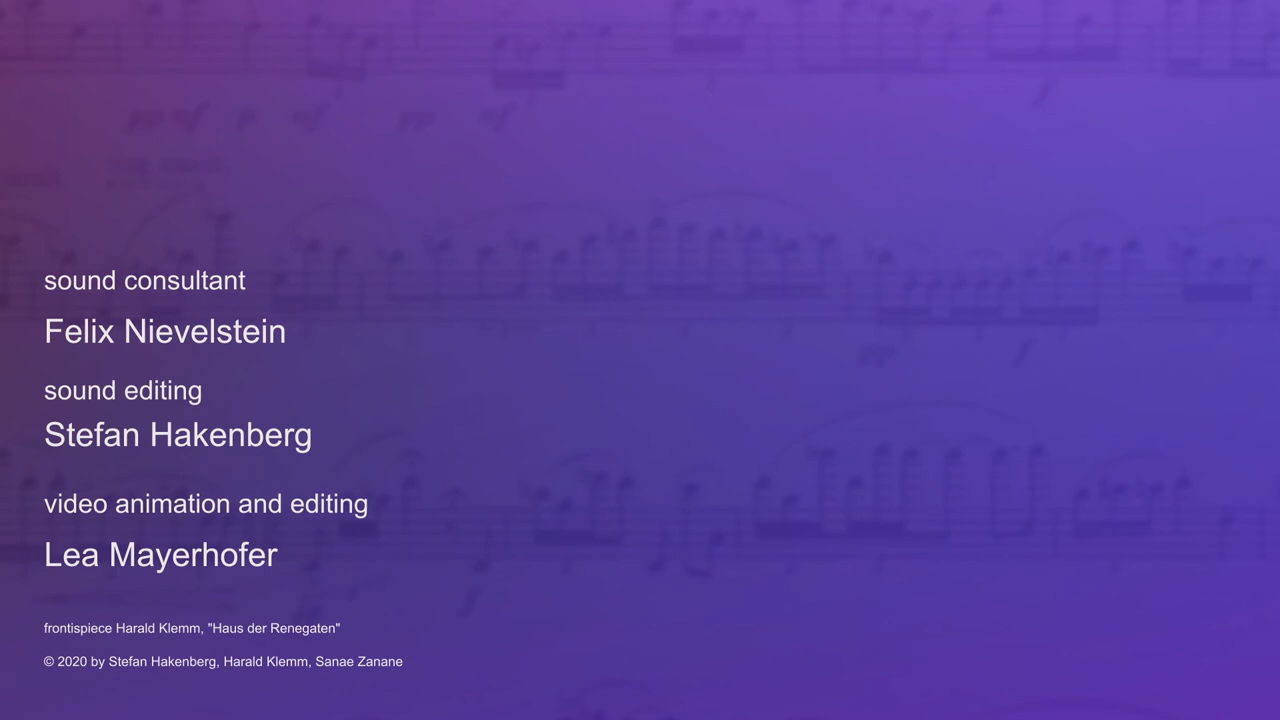 sound consultant
Felix Nievelstein
sound editing
Stefan Hakenberg
video animation and editing
Lea Mayerhofer
frontispiece Harald Klemm, "Haus der Renegaten"
© 2020 by Stefan Hakenberg, Harald Klemm, Sanae Zanane